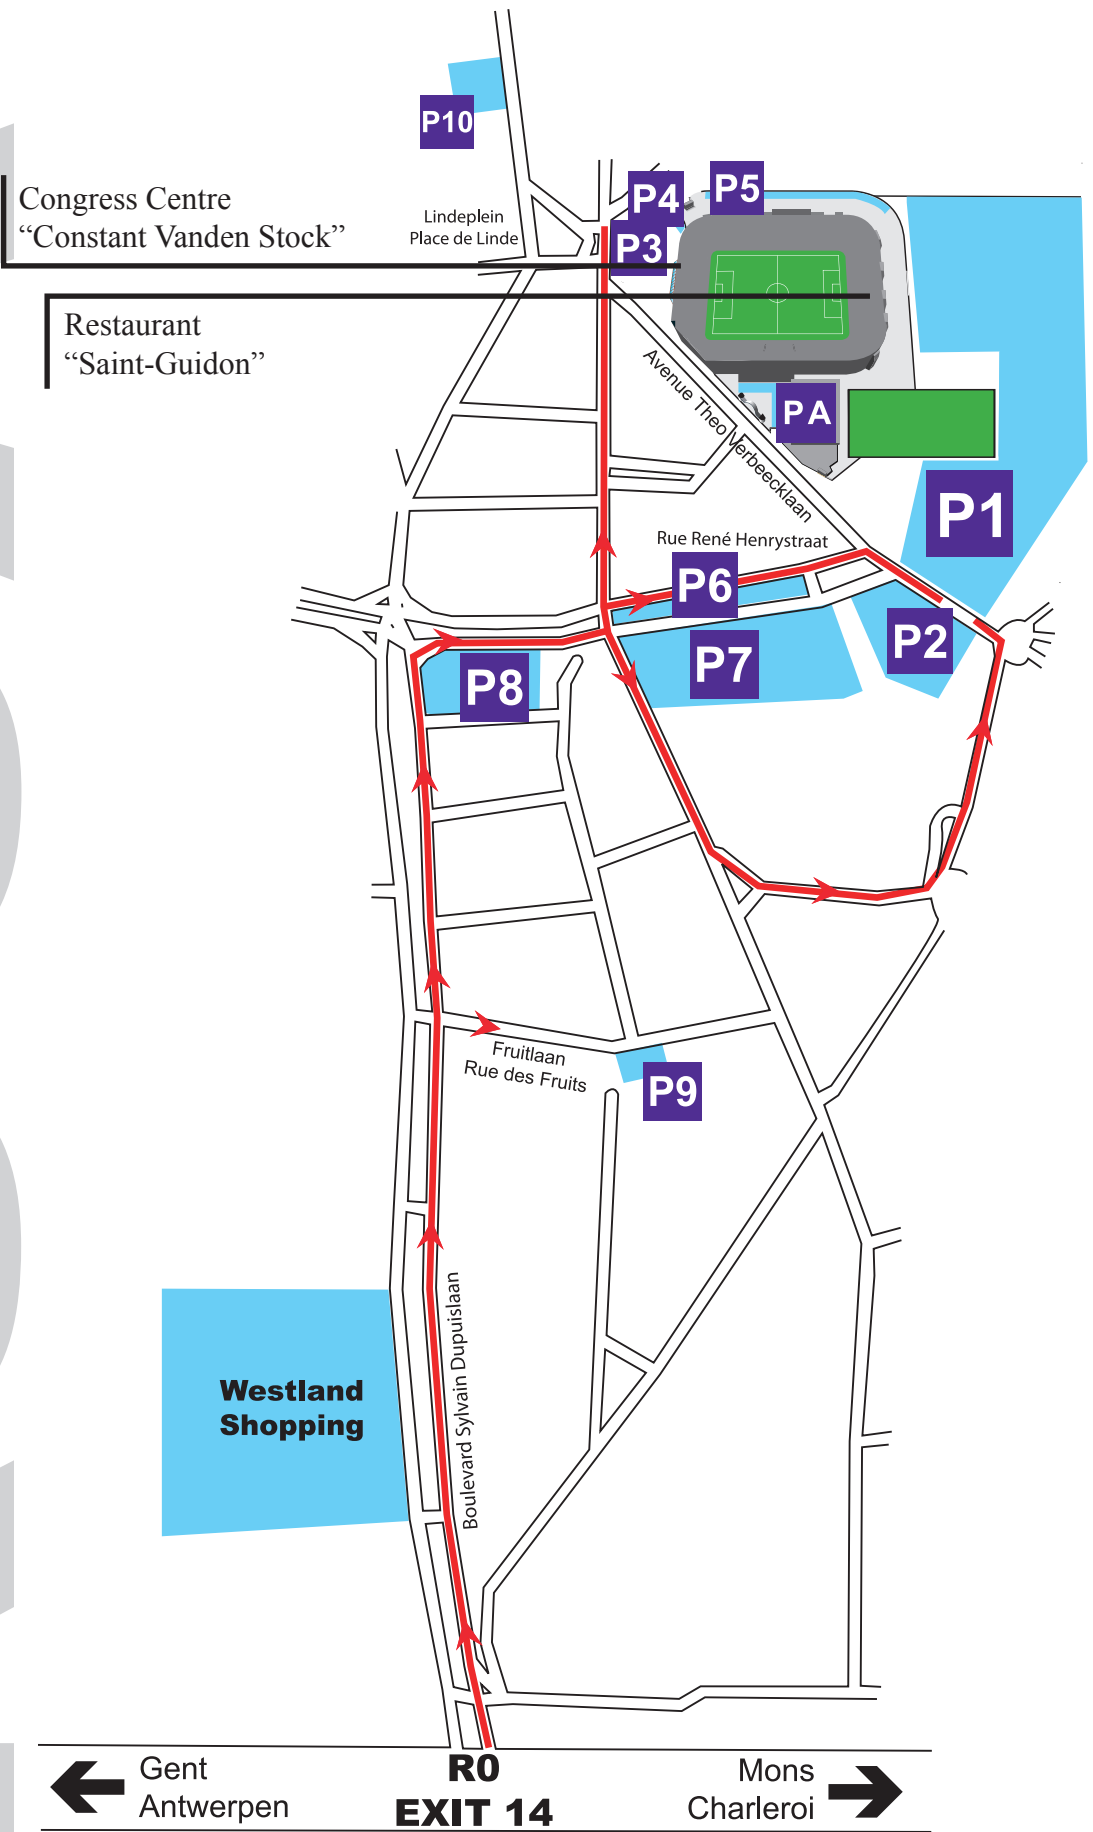 P10
Congress Centre
“Constant Vanden Stock”
Lindeplein
Place de Linde
P4
P5
P3
Restaurant
“Saint-Guidon”
Avenue Theo Verbeecklaan
PA
P1
Rue René Henrystraat
P6
P2
P7
P8
Fruitlaan
Rue des Fruits
P9
Boulevard Sylvain Dupuislaan
Westland
Shopping
Gent
Antwerpen
R0
EXIT 14
Mons
Charleroi